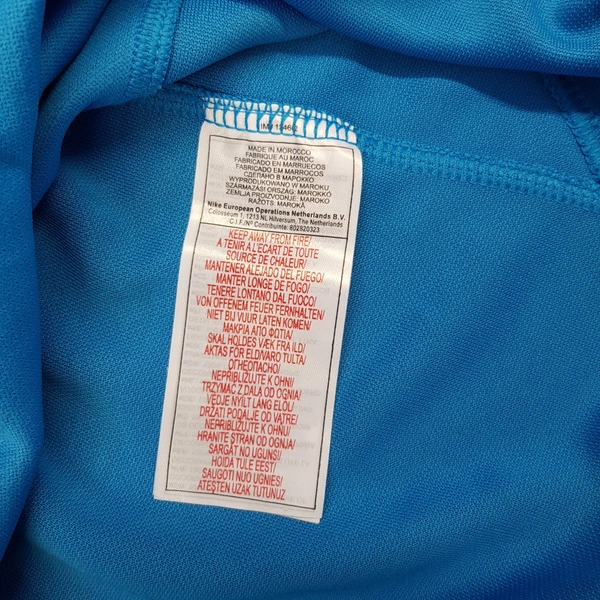 MADE IN MOROCCO
FABRIQUE AU MAROC
FABRICADO EN MARRUECOS
FABRICADO EM MARROCOS
СДЕЛАНО В МАРОККО
WYPRODUKOWANO W MAROKU
SZÁRMAZÁSI ORSZÁG: MAROKKÓ
ZEMLJA PROIZVODNJE: MAROKO
RAŽOTS: MAROKĀ
Nike European Operations Netherlands B.V.
Colosseum 1, 1213 NL Hilversum, The Netherlands
C.I.F./Nº Contribuinte: 802820323
KEEP AWAY FROM FIRE/
A TENIR A L'ECART DE TOUTE
SOURCE DE CHALEUR/
MANTENER ALEJADO DEL FUEGO/
MANTER LONGE DE FOGO/
TENERE LONTANO DAL FUOCO/
VON OFFENEM FEUER FERNHALTEN/
NIET BIJ VUUR LATEN KOMEN/
ΜΑΚΡΙΑ ΑΠΟ ΦΩΤΙΑ/
SKAL HOLDES VÆK FRA ILD/
AKTAS FÖR ELD/VARO TULTA/
ОГНЕОПАСНО/
NEPRIBLIŽUJTE K OHNI/
TRZYMAĆ Z DALA OD OGNIA/
VEDJE NYÍLT LÁNG ELŐL/
DRŽATI PODALJE OD VATRE/
NEPRIBLIŽUJTE K OHŇU/
HRANITE STRAN OD OGNJA/
SARGĀT NO UGUNS/
HOIDA TULE EEST/
SAUGOTI NUO UGNIES/
ATEŞTEN UZAK TUTUNUZ